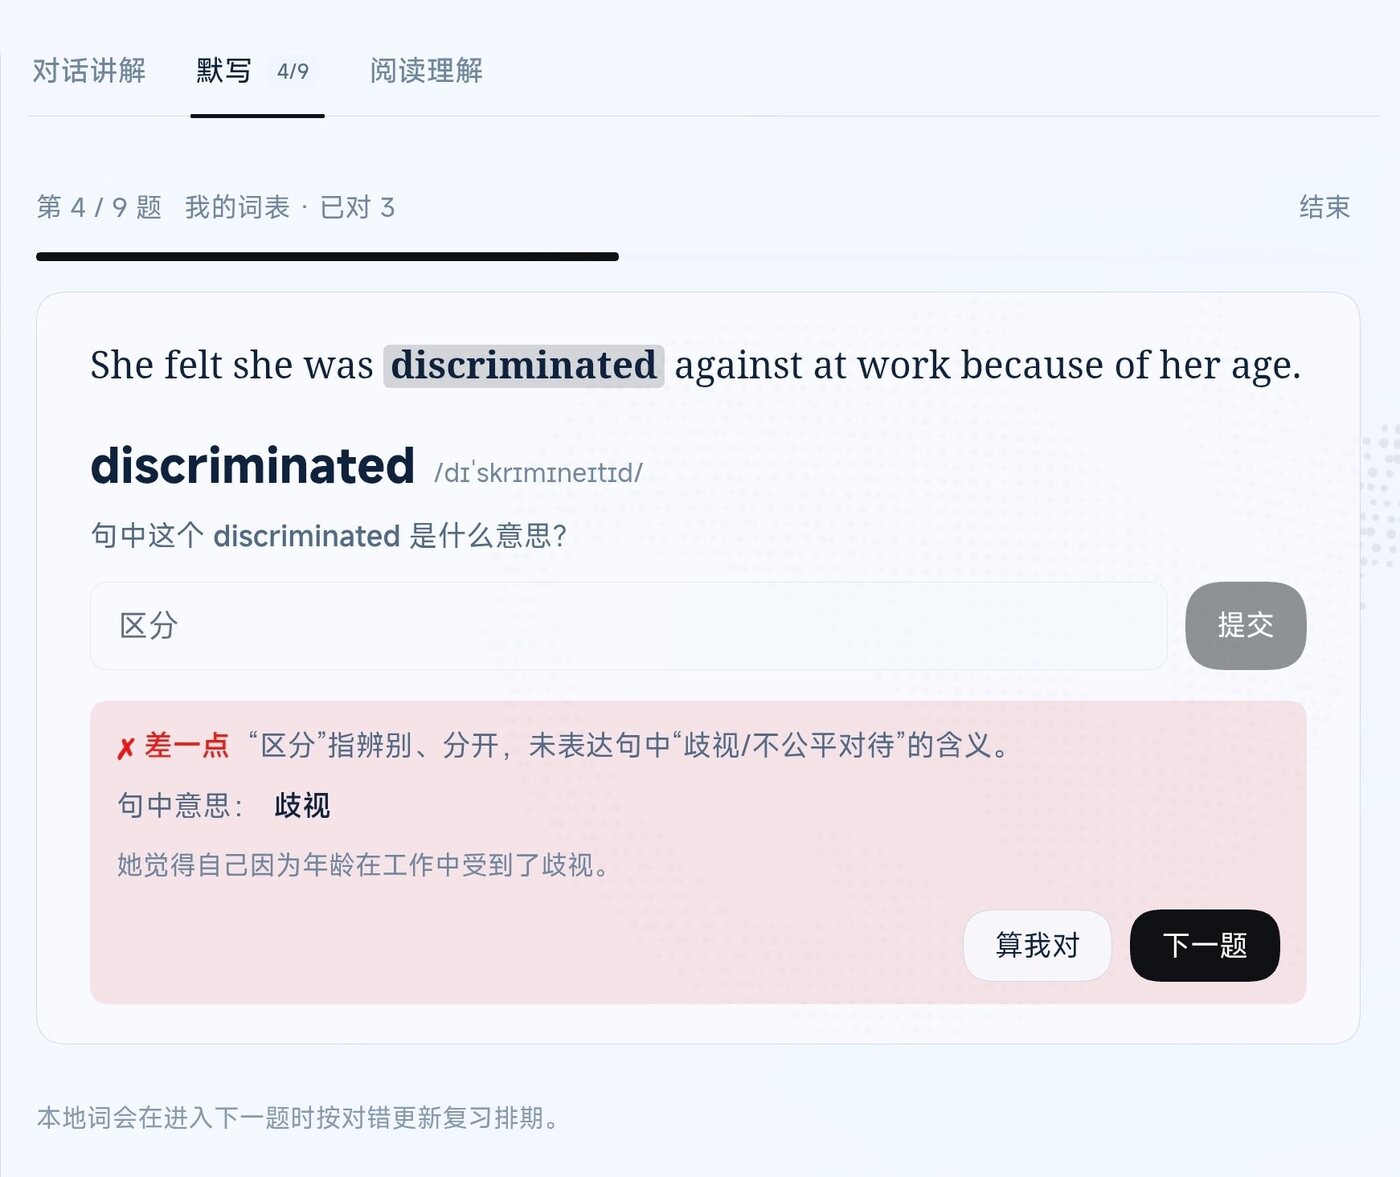 对话讲解 默写 4/9 阅读理解
第 4 / 9 题 我的词表 · 已对 3 结束
She felt she was discriminated against at work because of her age.
discriminated /dɪˈskrɪmɪneɪtɪd/
句中这个 discriminated 是什么意思?
区分 提交
✗ 差一点 “区分”指辨别、分开，未表达句中“歧视/不公平对待”的含义。
句中意思： 歧视
她觉得自己因为年龄在工作中受到了歧视。
算我对 下一题
本地词会在进入下一题时按对错更新复习排期。